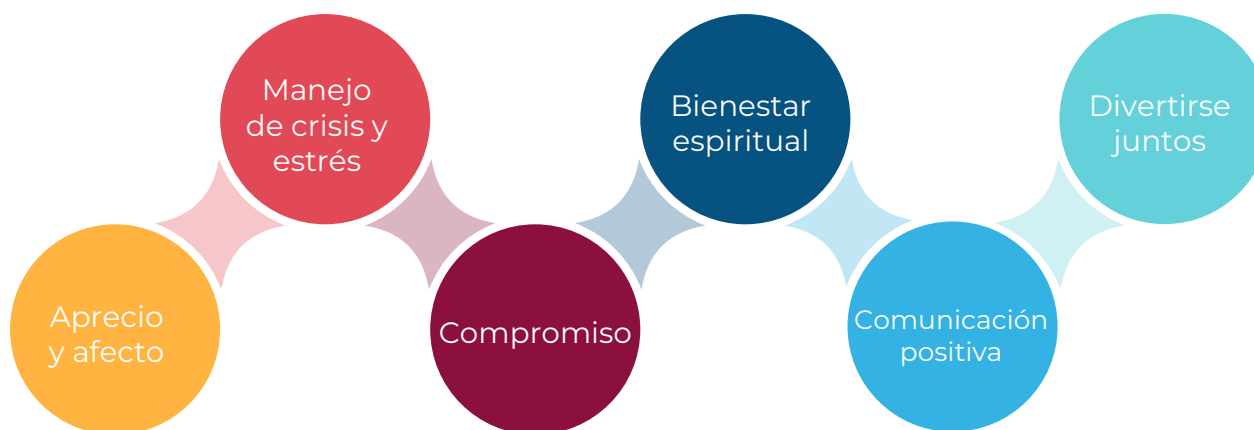 Aprecio
y afecto
Manejo
de crisis y
estrés
Compromiso
Bienestar
espiritual
Comunicación
positiva
Divertirse
juntos